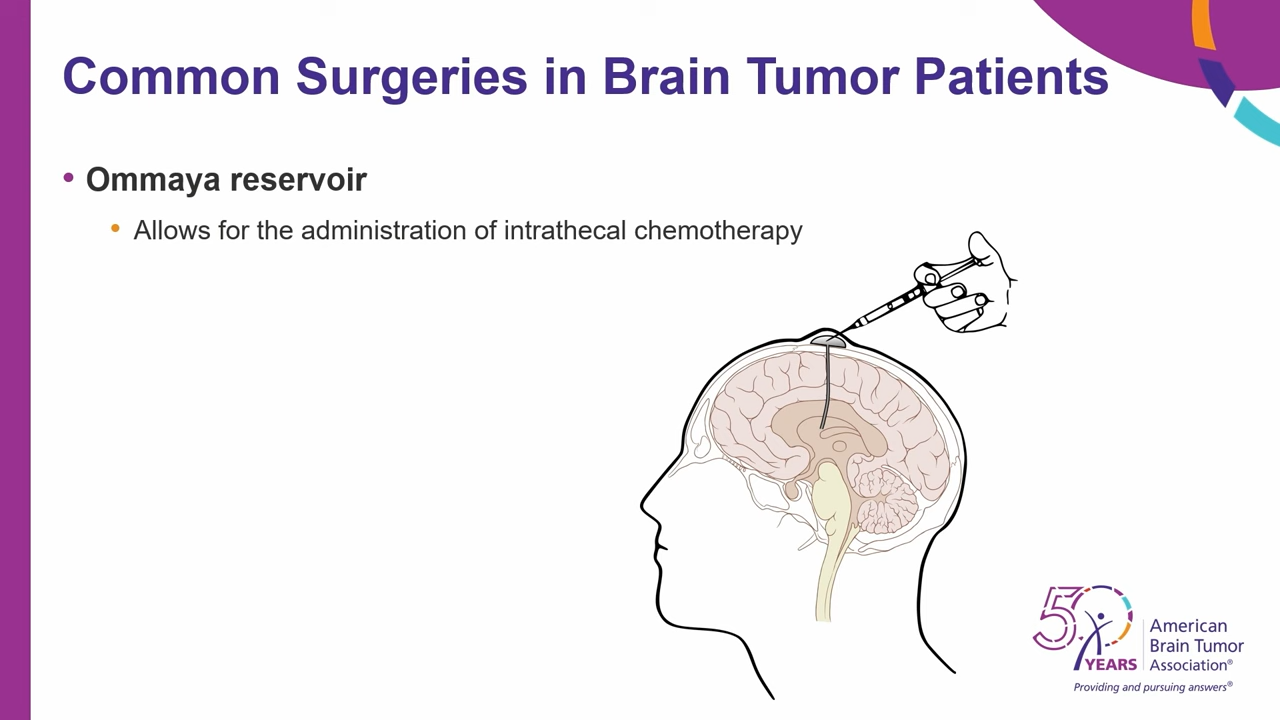 Common Surgeries in Brain Tumor Patients
• Ommaya reservoir
• Allows for the administration of intrathecal chemotherapy
50
YEARS
American
Brain Tumor
Association®
Providing and pursuing answers®